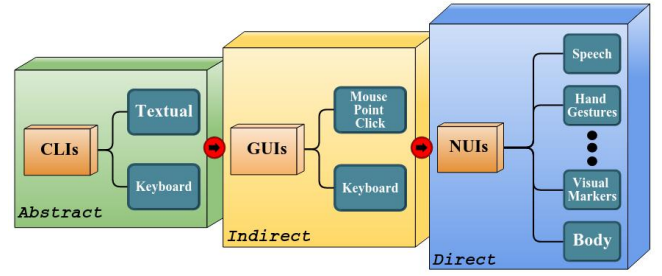 CLIs
Textual
Keyboard
Abstract
GUIs
Mouse
Point
Click
Keyboard
Indirect
NUIs
Speech
Hand
Gestures
Visual
Markers
Body
Direct